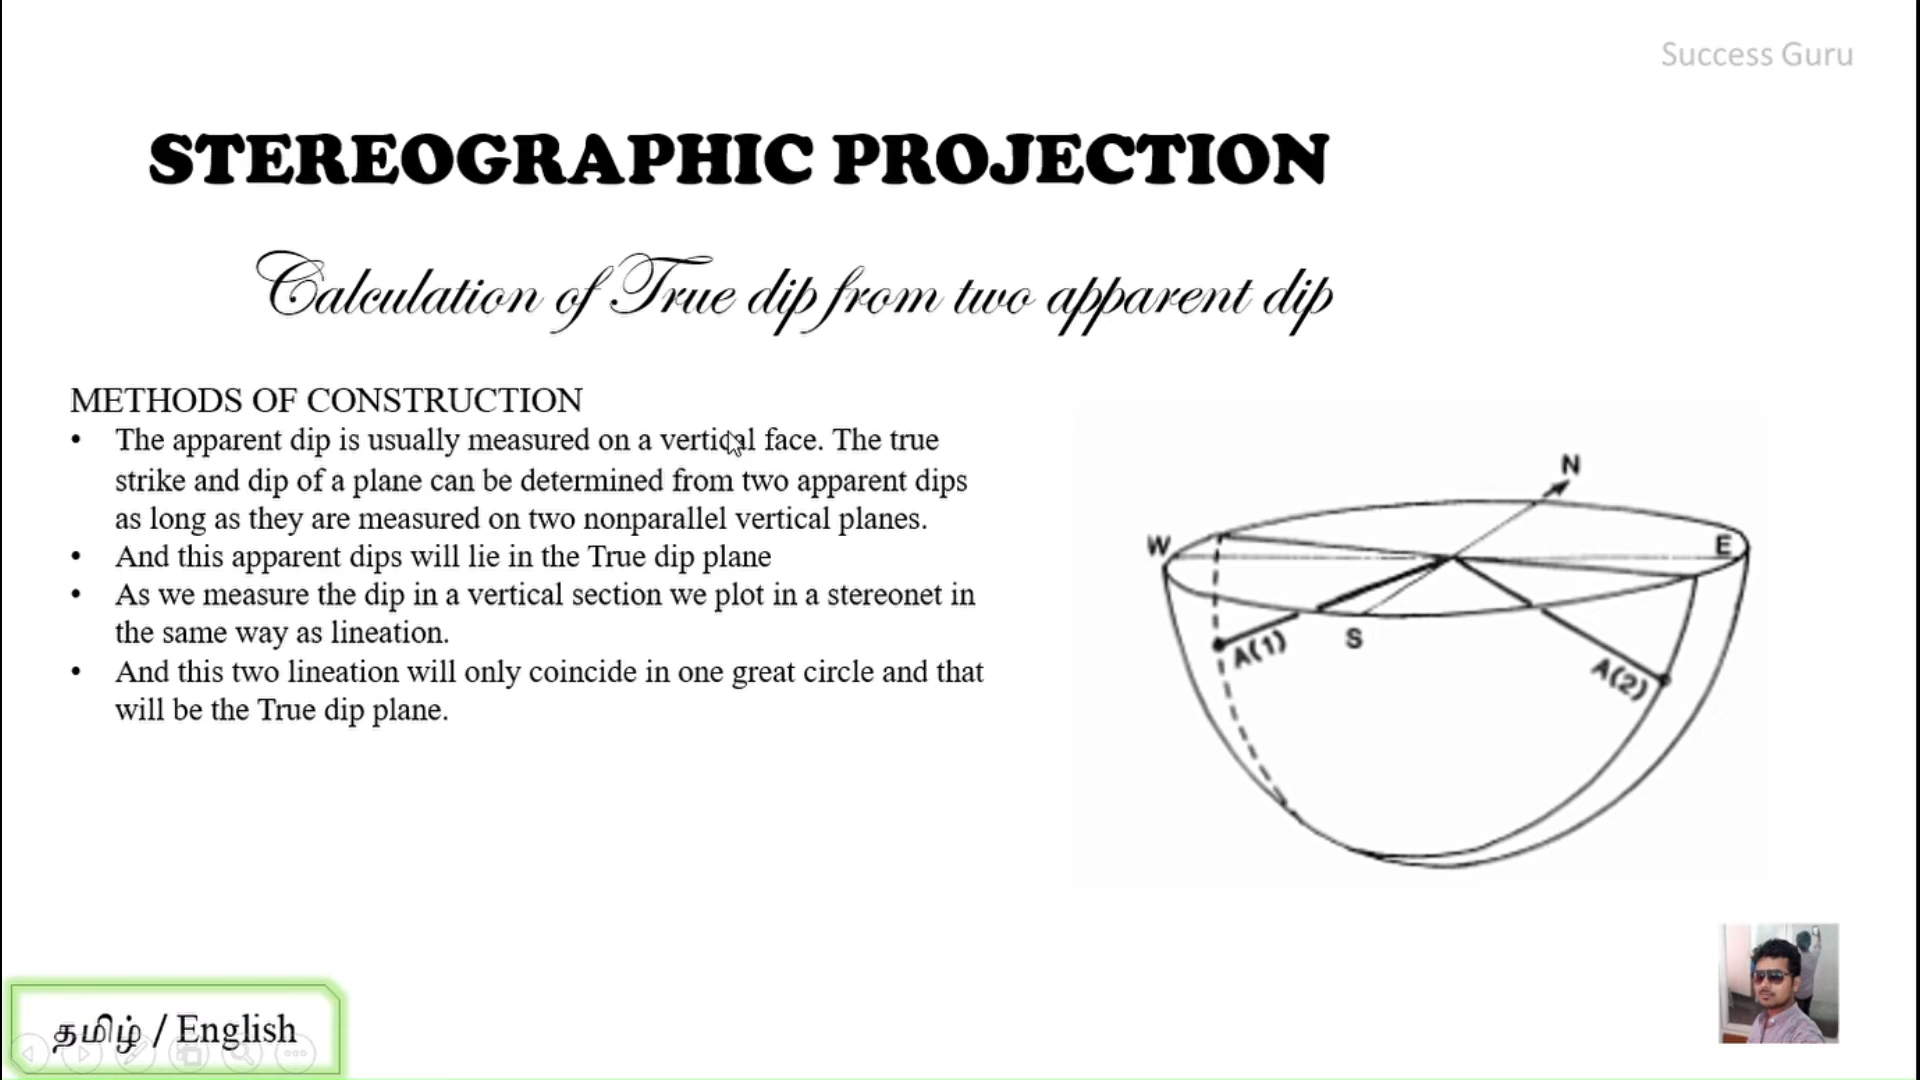 Success Guru
STEREOGRAPHIC PROJECTION
Calculation of True dip from two apparent dip
METHODS OF CONSTRUCTION
• The apparent dip is usually measured on a vertical face. The true
strike and dip of a plane can be determined from two apparent dips
as long as they are measured on two nonparallel vertical planes.
• And this apparent dips will lie in the True dip plane
• As we measure the dip in a vertical section we plot in a stereonet in
the same way as lineation.
• And this two lineation will only coincide in one great circle and that
will be the True dip plane.
N
W
E
S
A(1)
A(2)
தமிழ் / English